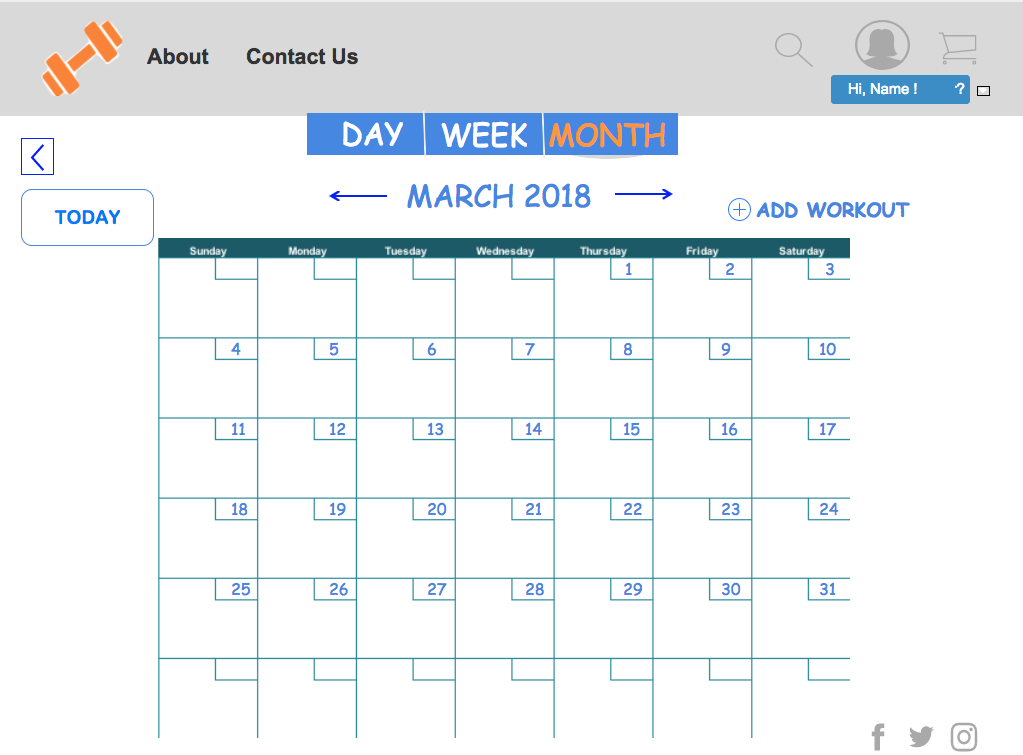 About Contact Us
Hi, Name ! ?
DAY WEEK MONTH
MARCH 2018
TODAY
ADD WORKOUT
Sunday Monday Tuesday Wednesday Thursday Friday Saturday
1 2 3
4 5 6 7 8 9 10
11 12 13 14 15 16 17
18 19 20 21 22 23 24
25 26 27 28 29 30 31